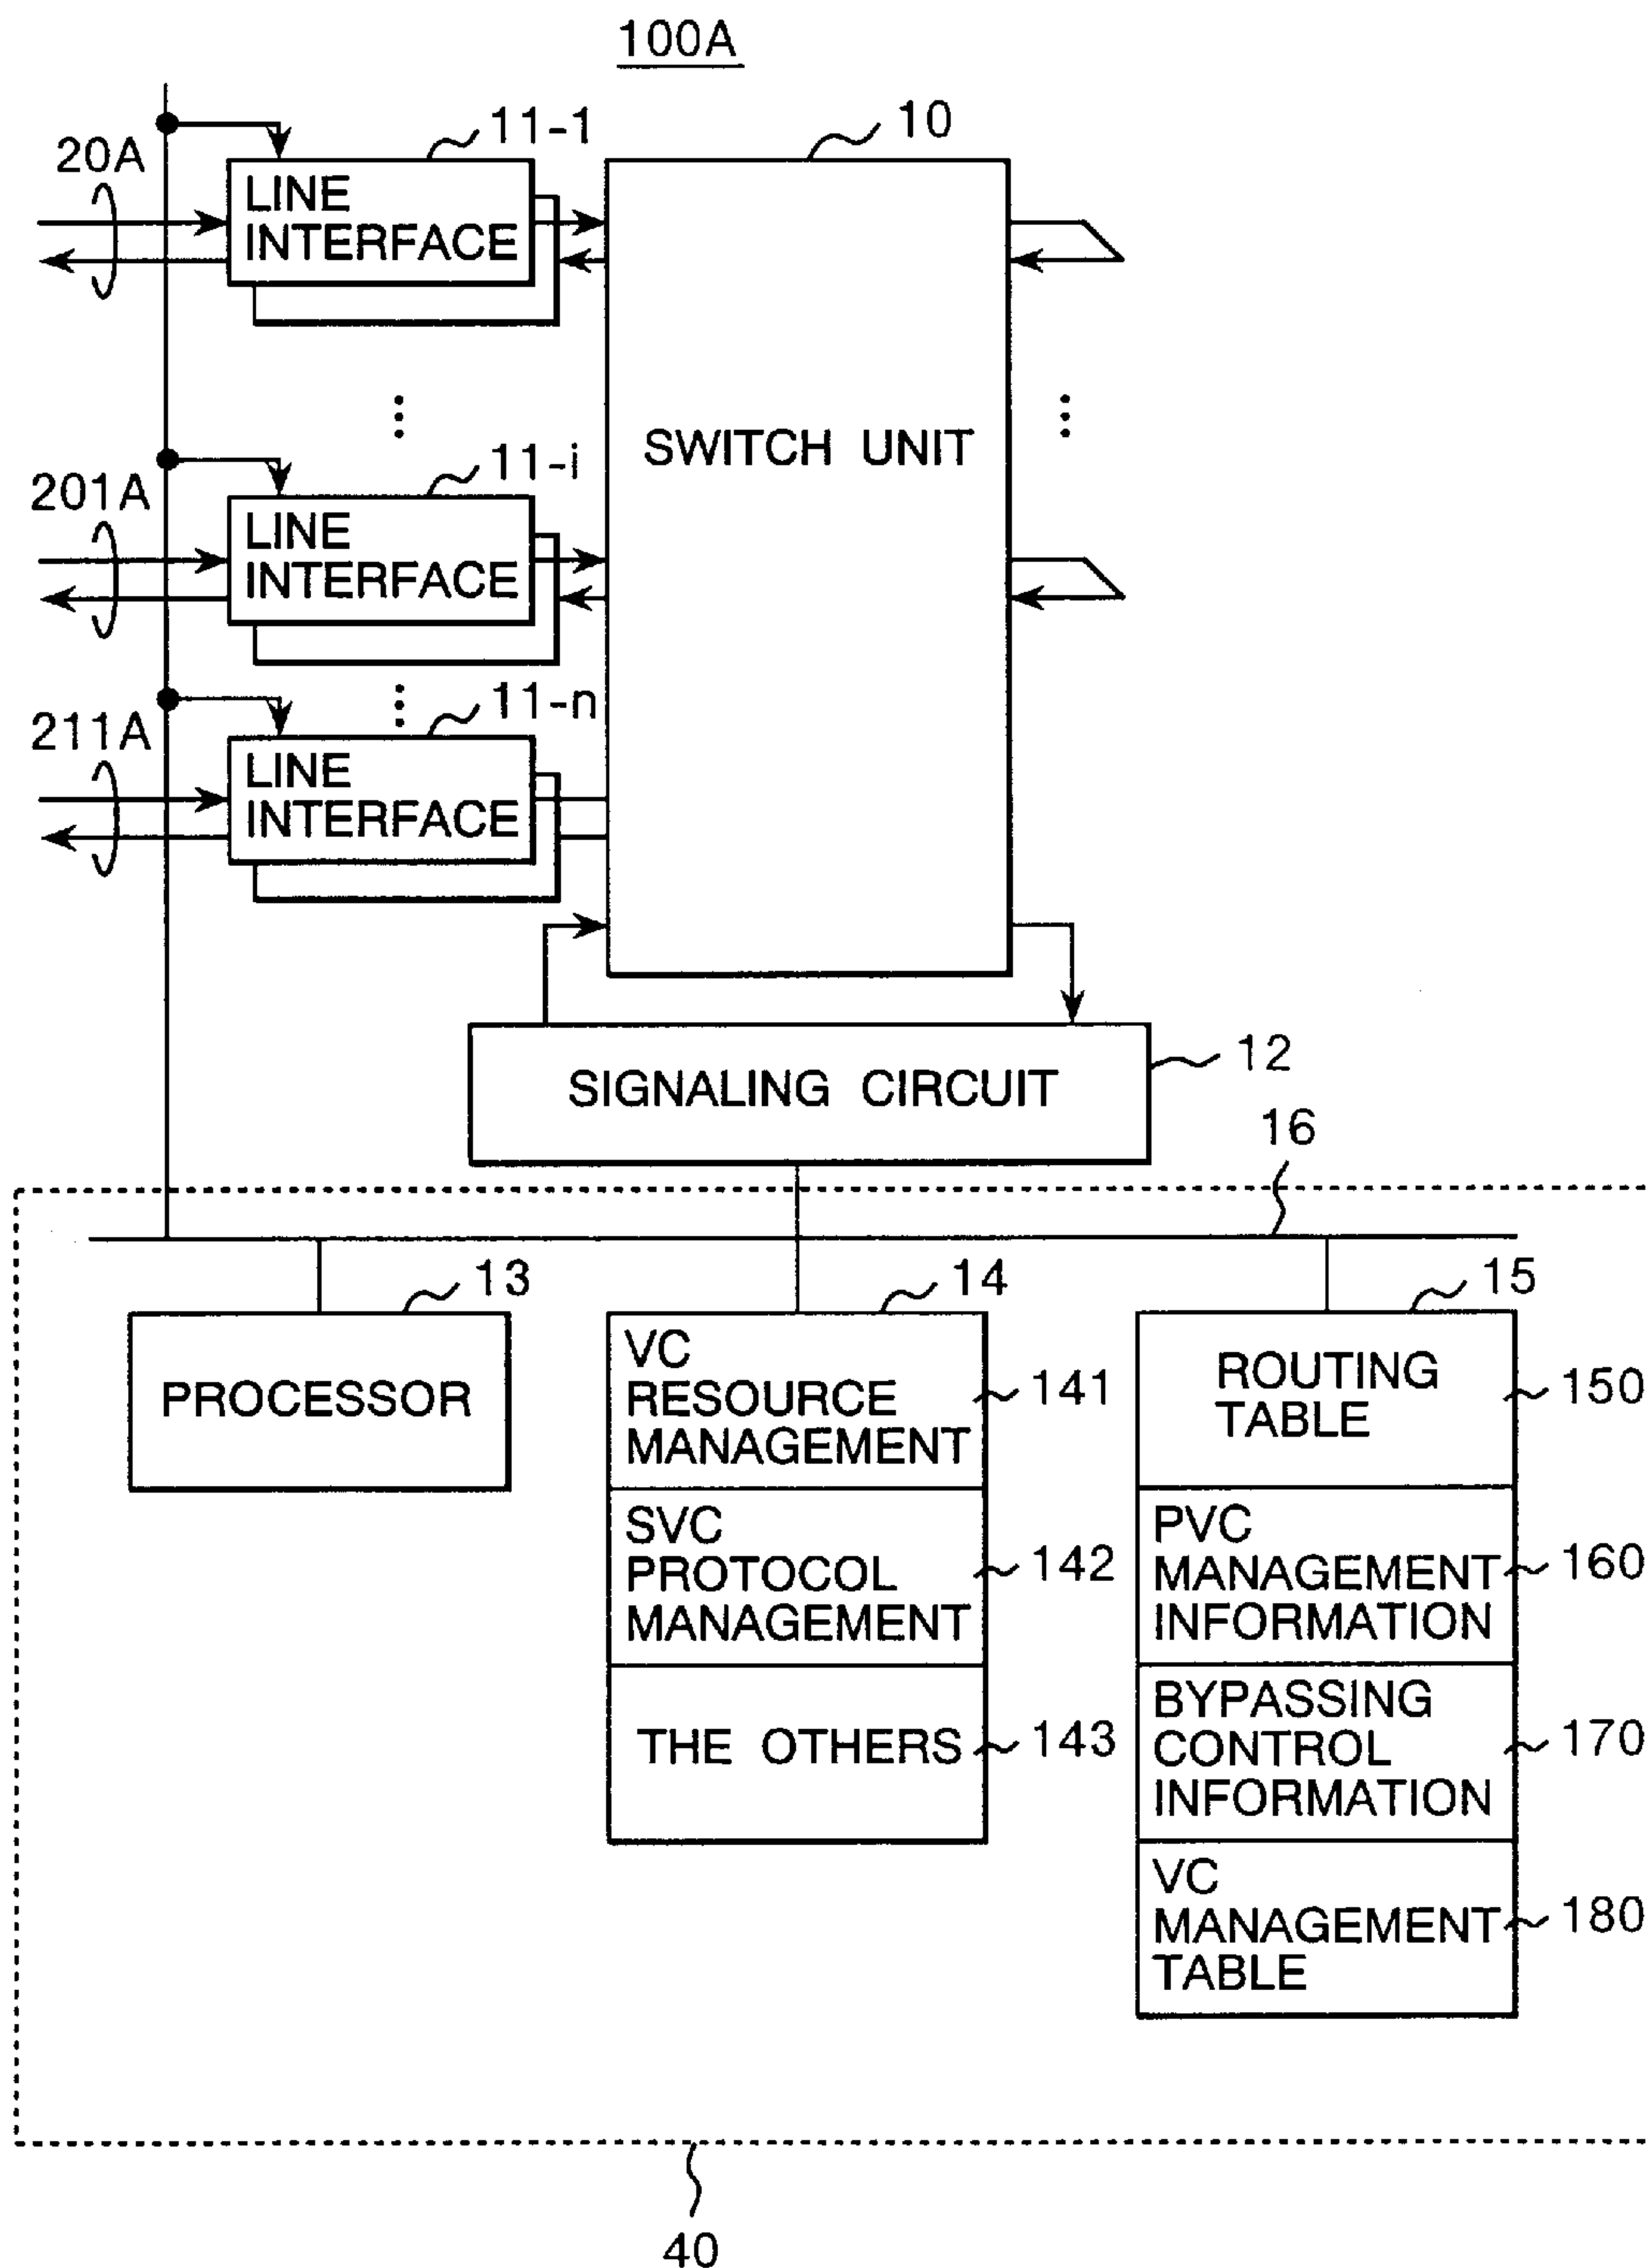 100A
20A
11-1
10
LINE
INTERFACE
SWITCH UNIT
201A
11-i
LINE
INTERFACE
211A
11-n
LINE
INTERFACE
SIGNALING CIRCUIT
12
16
13
PROCESSOR
14
VC
RESOURCE
MANAGEMENT
141
SVC
PROTOCOL
MANAGEMENT
142
THE OTHERS
143
15
ROUTING
TABLE
150
PVC
MANAGEMENT
INFORMATION
160
BYPASSING
CONTROL
INFORMATION
170
VC
MANAGEMENT
TABLE
180
40